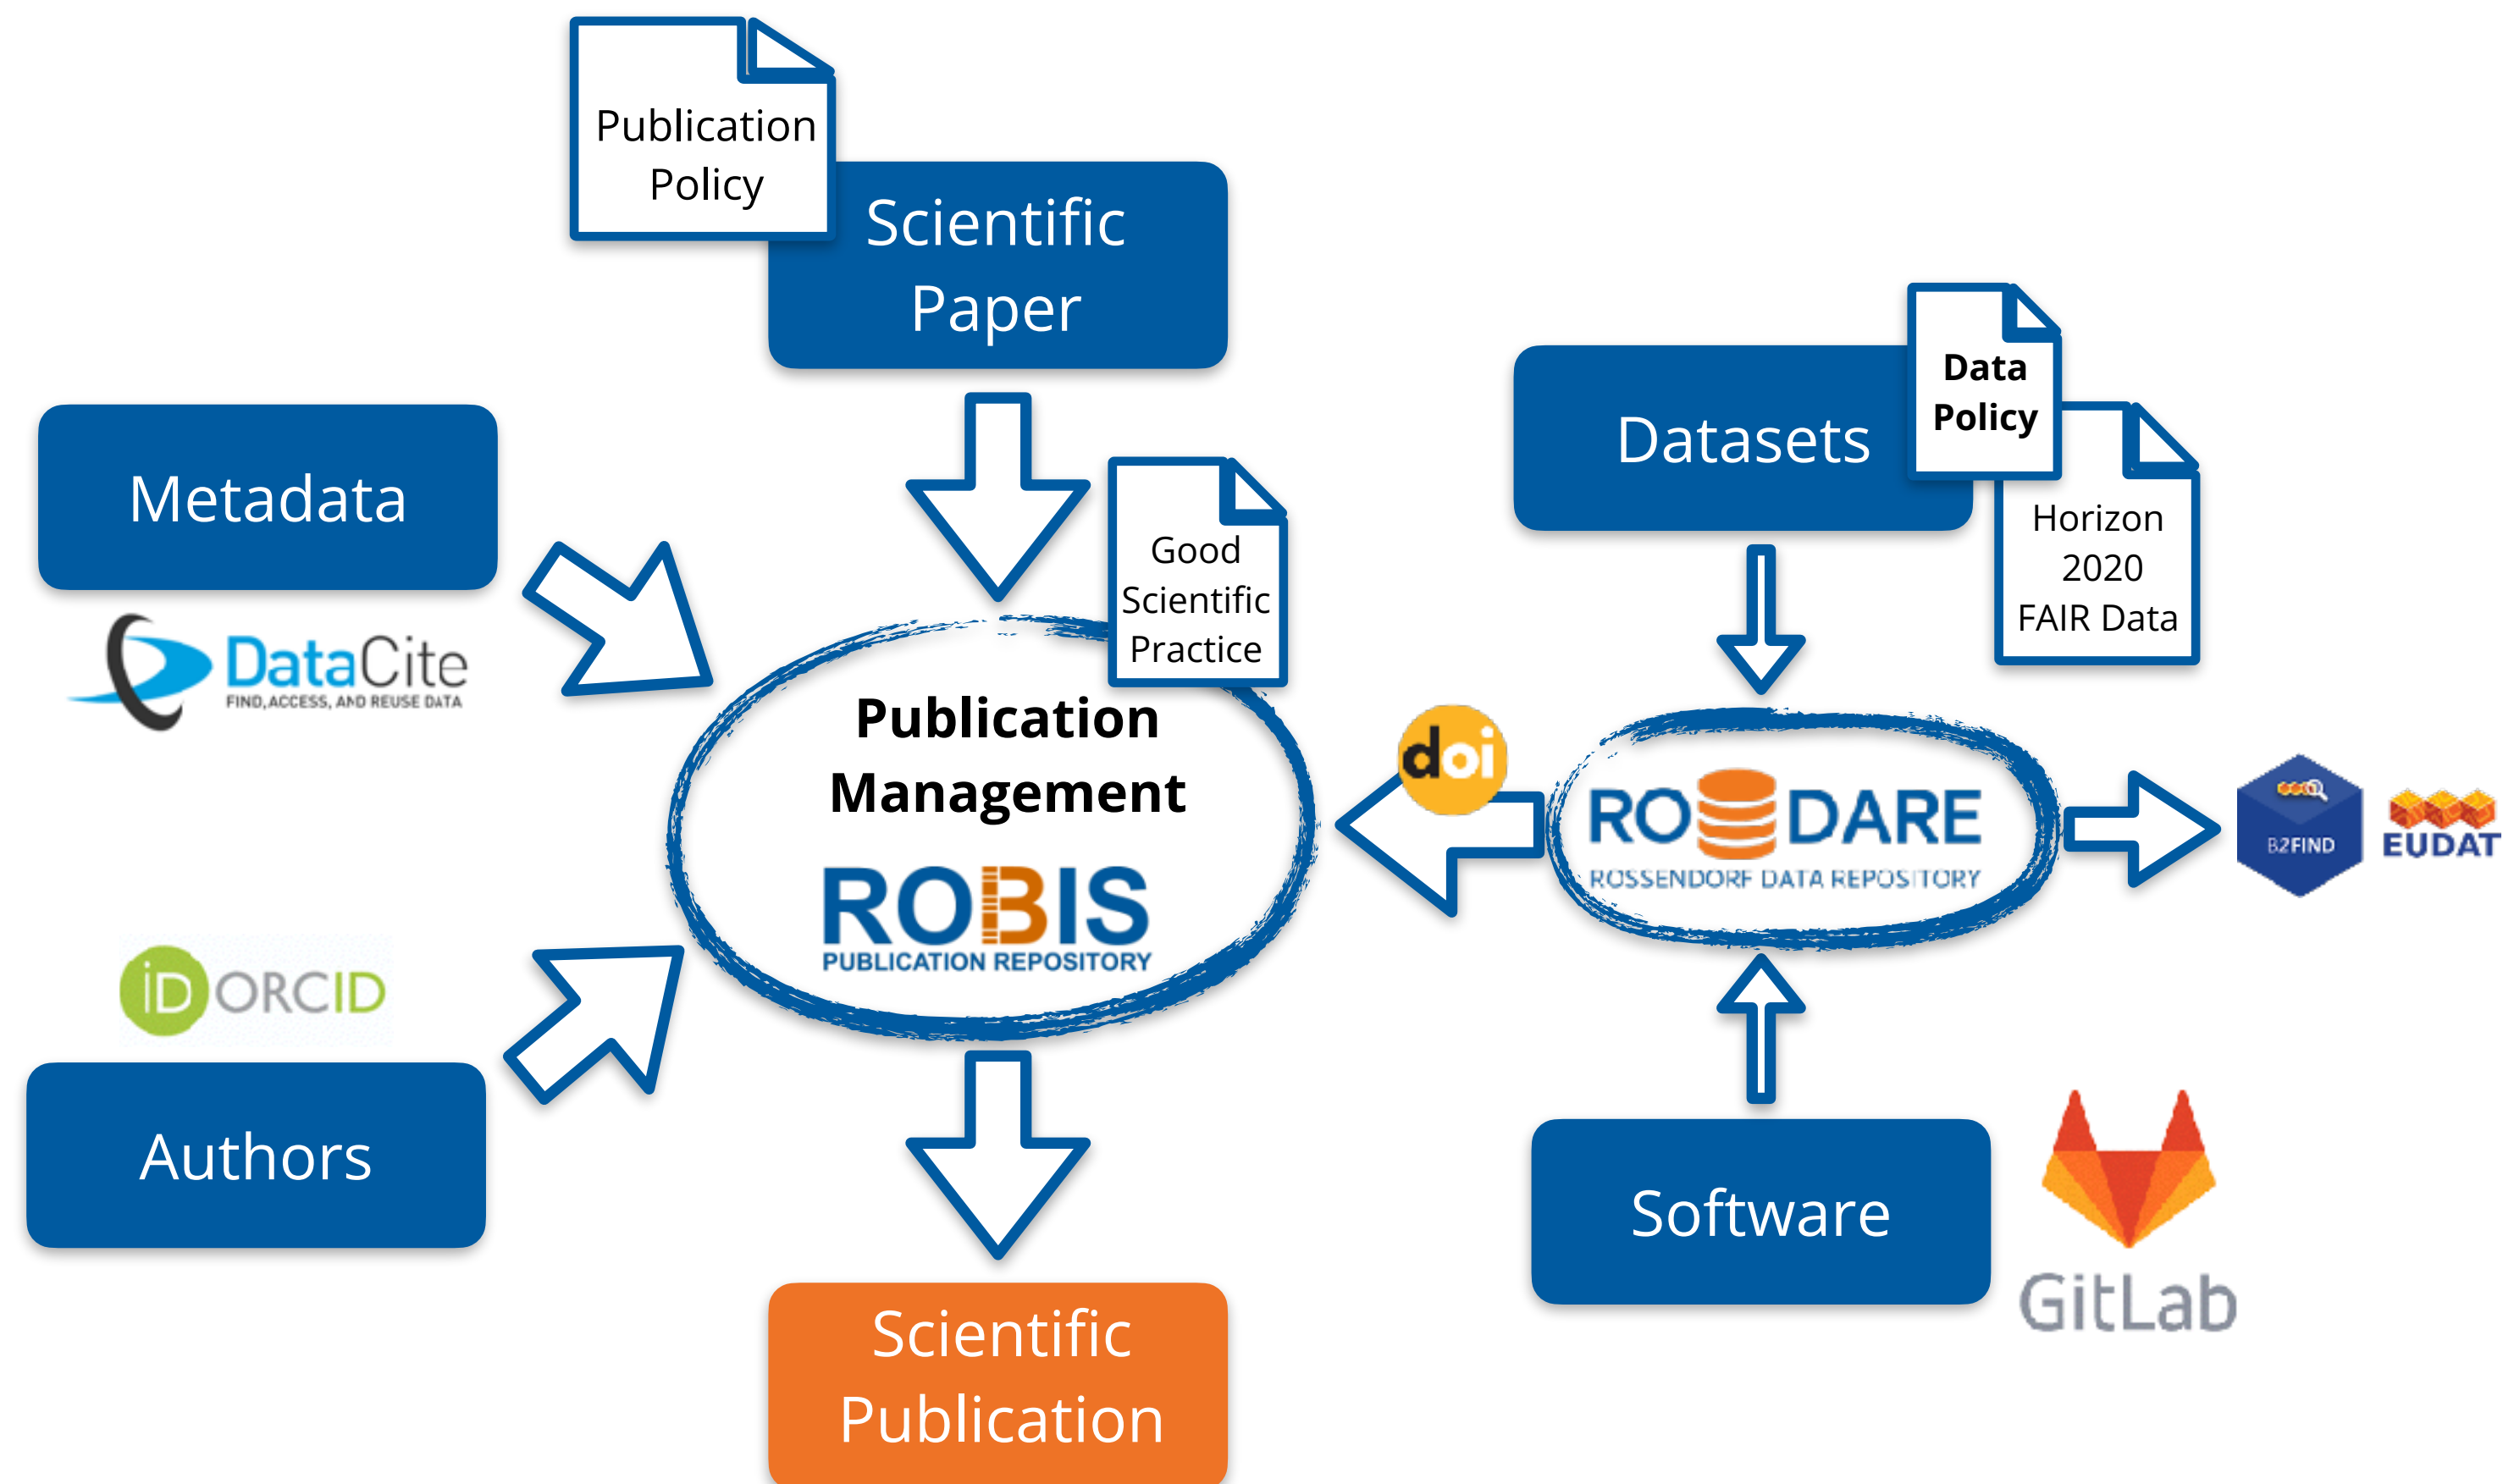 Publication
Policy
Scientific
Paper
Data
Policy
Datasets
Horizon
2020
FAIR Data
Metadata
DataCite
FIND, ACCESS, AND REUSE DATA
Good
Scientific
Practice
Publication
Management
ROBIS
PUBLICATION REPOSITORY
doi
RODARE
ROSSENDORF DATA REPOSITORY
B2FIND
EUDAT
iD ORCID
Authors
Software
GitLab
Scientific
Publication